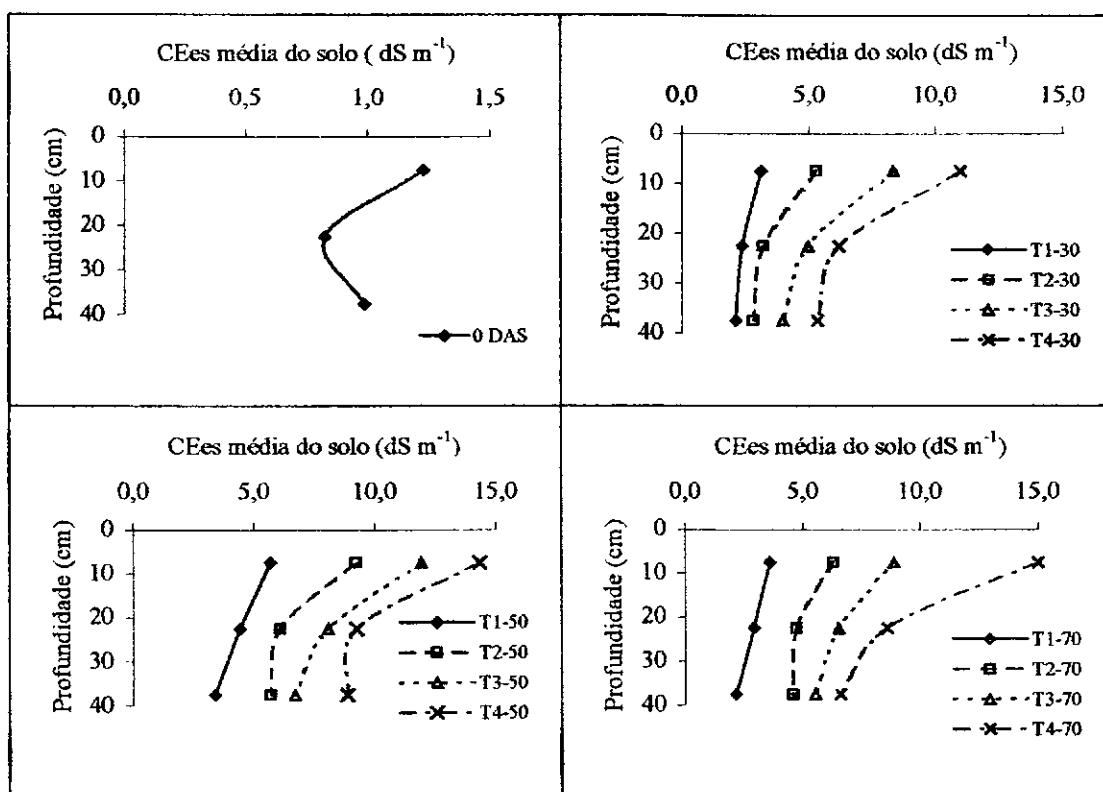 CEes média do solo ( dS m⁻¹)
0,0 0,5 1,0 1,5
Profundidade (cm)
0
10
20
30
40
0 DAS
CEes média do solo (dS m⁻¹)
0,0 5,0 10,0 15,0
Profundidade (cm)
0
10
20
30
40
T1-30
T2-30
T3-30
T4-30
CEes média do solo (dS m⁻¹)
0,0 5,0 10,0 15,0
Profundidade (cm)
0
10
20
30
40
T1-50
T2-50
T3-50
T4-50
CEes média do solo (dS m⁻¹)
0,0 5,0 10,0 15,0
Profundidade (cm)
0
10
20
30
40
T1-70
T2-70
T3-70
T4-70